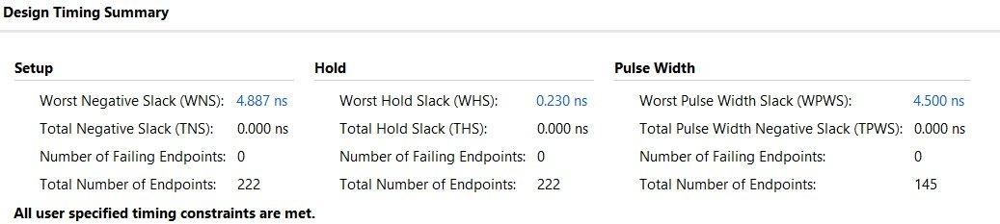 Design Timing Summary
Setup Hold Pulse Width
Worst Negative Slack (WNS): 4.887 ns Worst Hold Slack (WHS): 0.230 ns Worst Pulse Width Slack (WPWS): 4.500 ns
Total Negative Slack (TNS): 0.000 ns Total Hold Slack (THS): 0.000 ns Total Pulse Width Negative Slack (TPWS): 0.000 ns
Number of Failing Endpoints: 0 Number of Failing Endpoints: 0 Number of Failing Endpoints: 0
Total Number of Endpoints: 222 Total Number of Endpoints: 222 Total Number of Endpoints: 145
All user specified timing constraints are met.